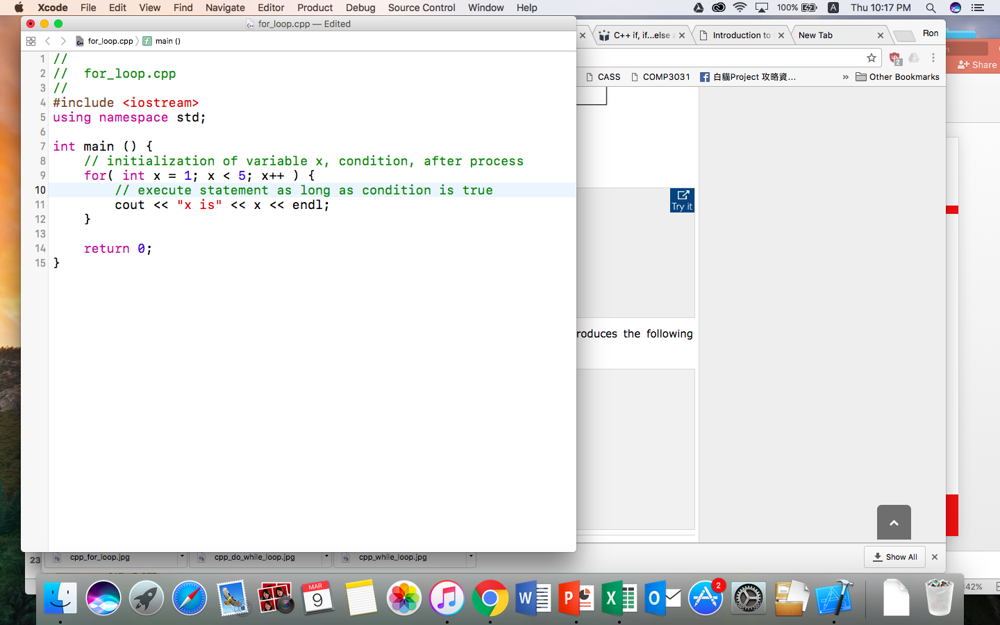 Xcode File Edit View Find Navigate Editor Product Debug Source Control Window Help 100% A Thu 10:17 PM
for_loop.cpp — Edited
for_loop.cpp main ()
1 //
2 //  for_loop.cpp
3 //
4 #include <iostream>
5 using namespace std;
6
7 int main () {
8     // initialization of variable x, condition, after process
9     for( int x = 1; x < 5; x++ ) {
10         // execute statement as long as condition is true
11         cout << "x is" << x << endl;
12     }
13
14     return 0;
15 }
C++ if, if...else
Introduction to
New Tab
Ron
2
CASS COMP3031 白貓Project 攻略資... » Other Bookmarks
Share
Try it
roduces the following
23
cpp_for_loop.jpg cpp_do_while_loop.jpg cpp_while_loop.jpg
Show All
42%
MAR
9
W P X O
2